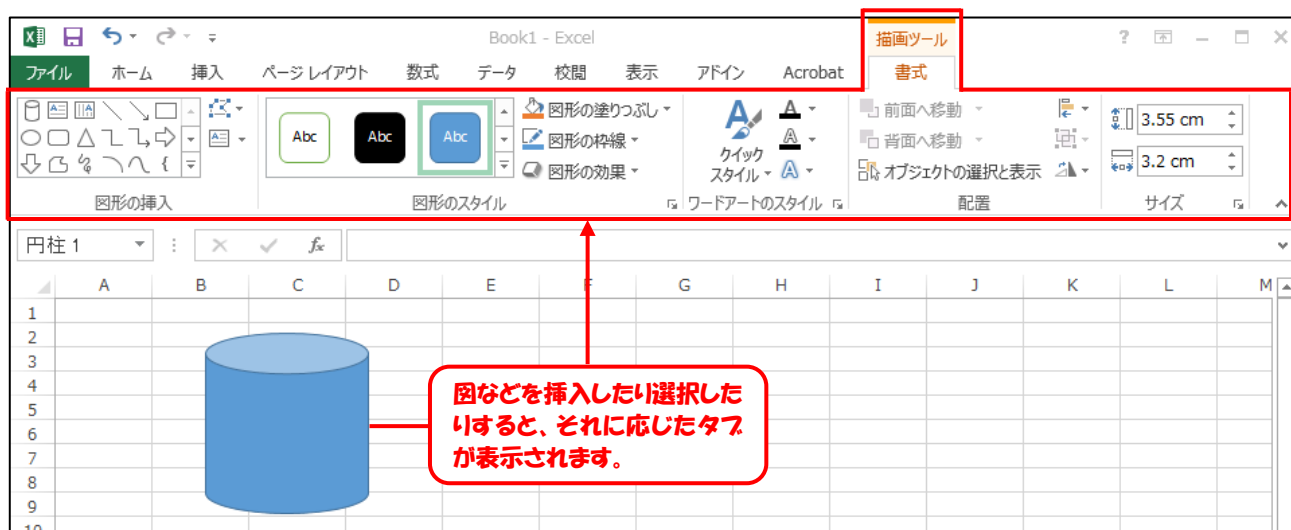 Book1 - Excel 描画ツール ?
ファイル ホーム 挿入 ページ レイアウト 数式 データ 校閲 表示 アドイン Acrobat 書式
Abc Abc Abc
図形の塗りつぶし
図形の枠線
図形の効果
クイック
スタイル
A A A A
前面へ移動
背面へ移動
オブジェクトの選択と表示
3.55 cm
3.2 cm
図形の挿入 図形のスタイル ワードアートのスタイル 配置 サイズ
円柱 1 fx
A B C D E F G H I J K L M
1
2
3
4
5
6
7
8
9
10
図などを挿入したり選択した
りすると、それに応じたタブ
が表示されます。